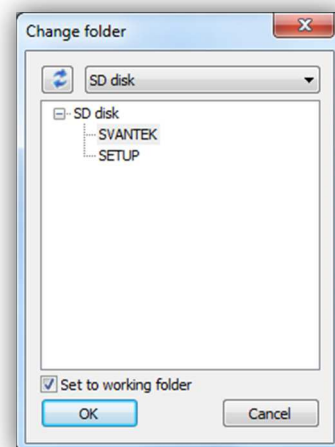 Change folder
SD disk
SD disk
SVANTEK
SETUP
Set to working folder
OK Cancel